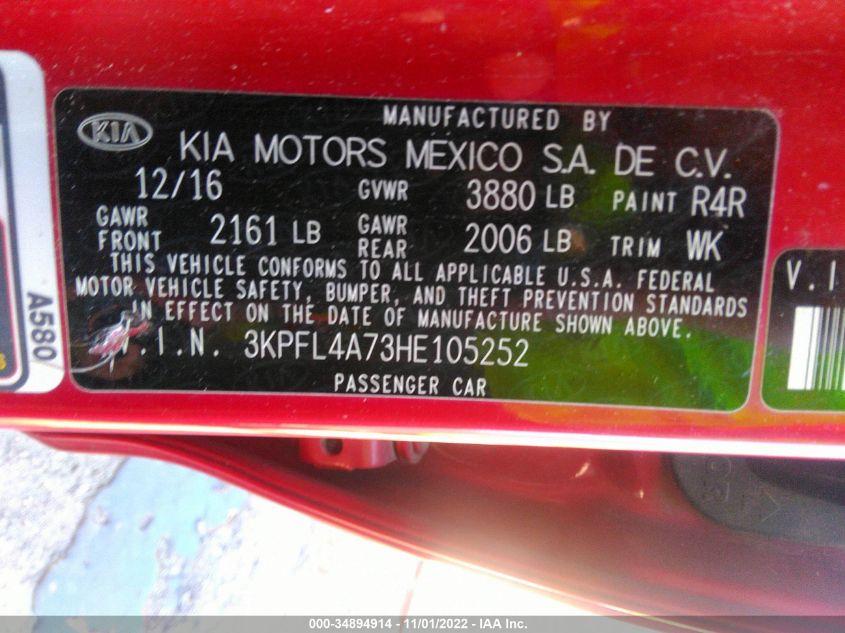 MANUFACTURED BY
KIA
KIA MOTORS MEXICO S.A. DE C.V.
12/16 GVWR 3880 LB PAINT R4R
GAWR FRONT 2161 LB GAWR REAR 2006 LB TRIM WK
THIS VEHICLE CONFORMS TO ALL APPLICABLE U.S.A. FEDERAL
MOTOR VEHICLE SAFETY, BUMPER, AND THEFT PREVENTION STANDARDS
IN EFFECT ON THE DATE OF MANUFACTURE SHOWN ABOVE.
V.I.N. 3KPFL4A73HE105252
PASSENGER CAR
A580
V.I
000-34894914 - 11/01/2022 - IAA Inc.